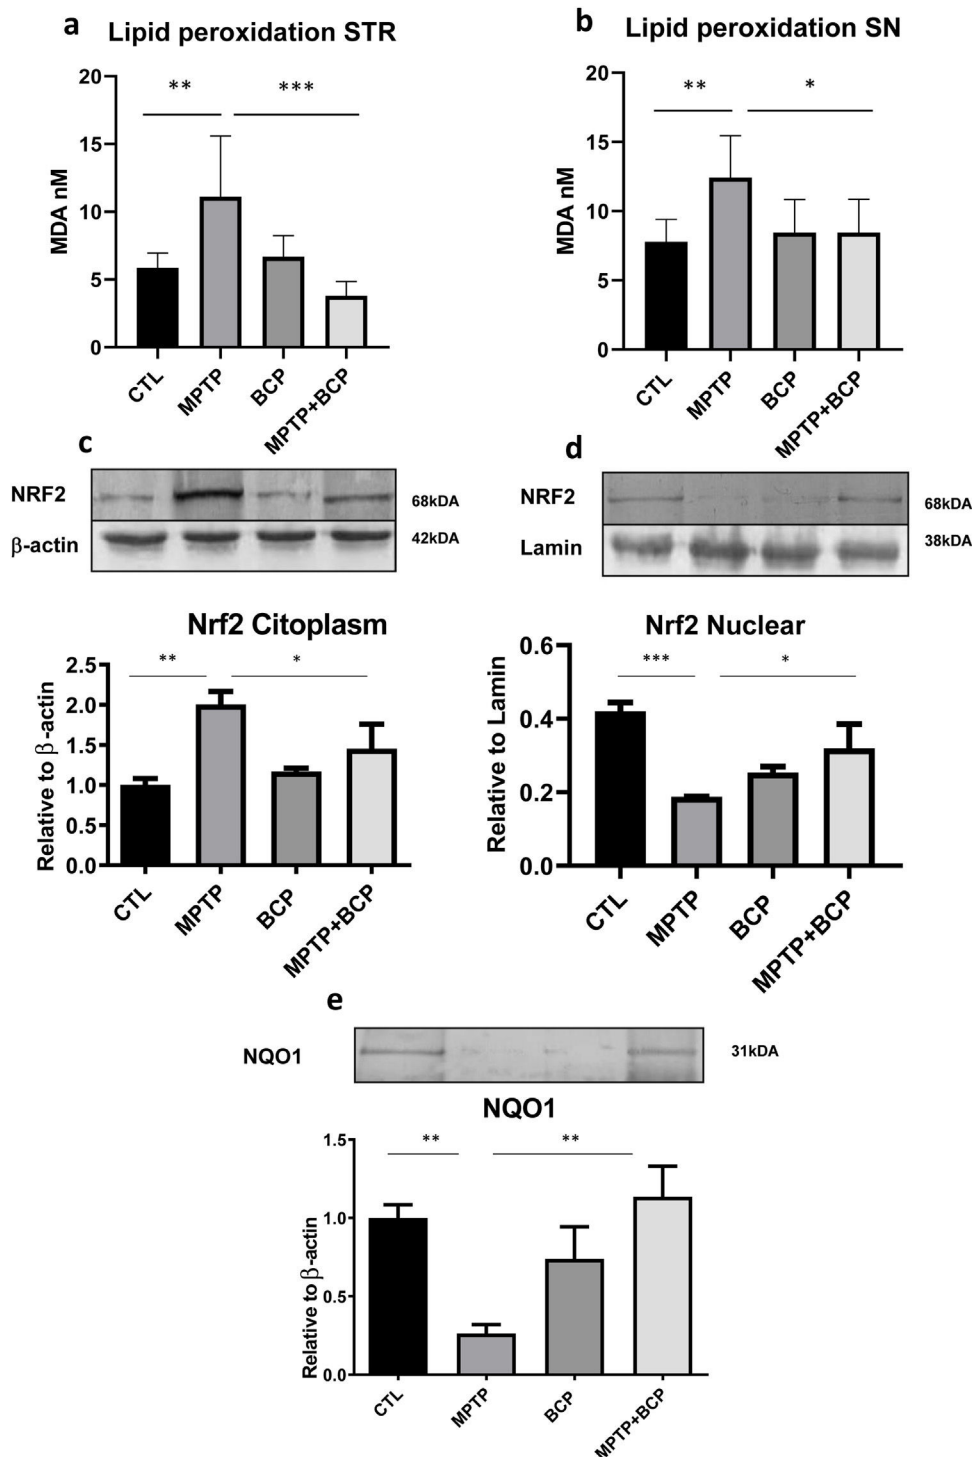 a
Lipid peroxidation STR
20
15
10
5
0
MDA nM
**
***
CTL
MPTP
BCP
MPTP+BCP
b
Lipid peroxidation SN
20
15
10
5
0
MDA nM
**
*
CTL
MPTP
BCP
MPTP+BCP
c
NRF2
68kDA
β-actin
42kDA
Nrf2 Citoplasm
2.5
2.0
1.5
1.0
0.5
0.0
Relative to β-actin
**
*
CTL
MPTP
BCP
MPTP+BCP
d
NRF2
68kDA
Lamin
38kDA
Nrf2 Nuclear
0.6
0.4
0.2
0.0
Relative to Lamin
***
*
CTL
MPTP
BCP
MPTP+BCP
e
NQO1
31kDA
NQO1
1.5
1.0
0.5
0.0
Relative to β-actin
**
**
CTL
MPTP
BCP
MPTP+BCP